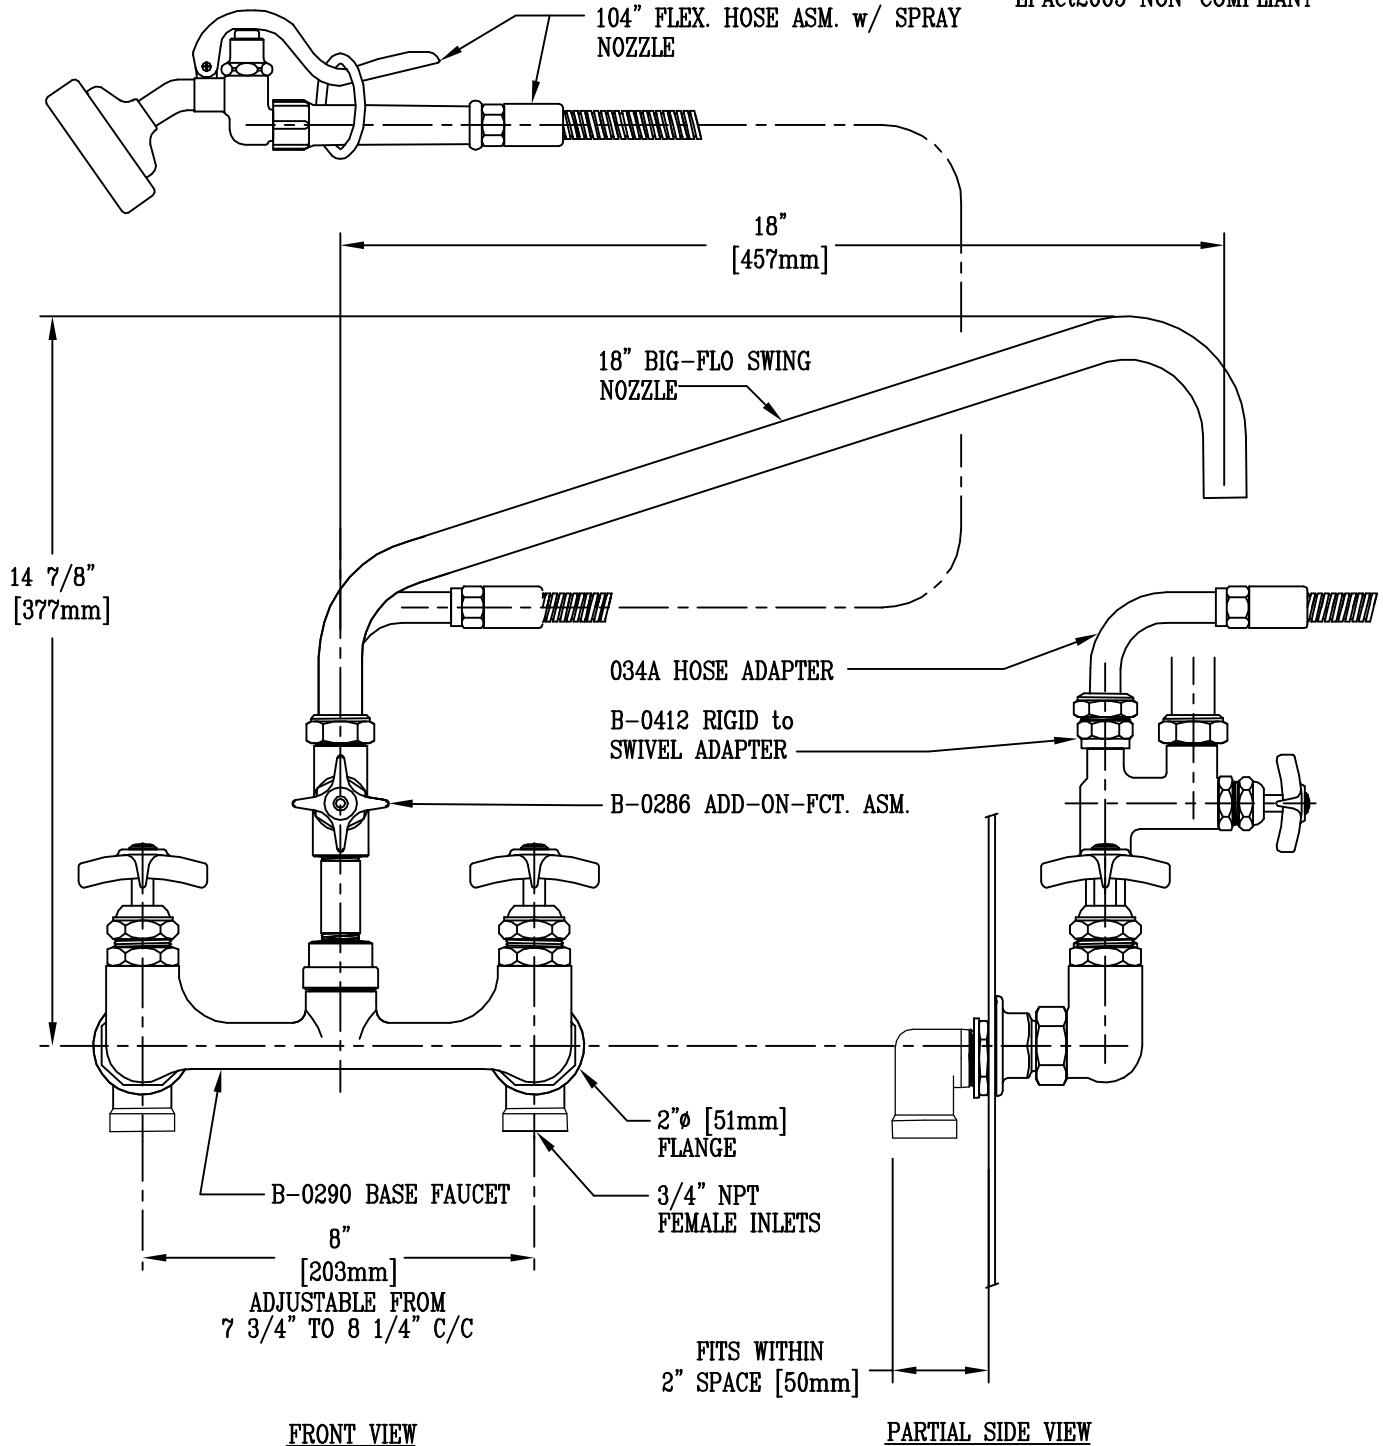 EPAct2005 NON-COMPLIANT
104" FLEX. HOSE ASM. w/ SPRAY
NOZZLE
18"
[457mm]
18" BIG-FLO SWING
NOZZLE
14 7/8"
[377mm]
034A HOSE ADAPTER
B-0412 RIGID to
SWIVEL ADAPTER
B-0286 ADD-ON-FCT. ASM.
2"ø [51mm]
FLANGE
B-0290 BASE FAUCET
3/4" NPT
FEMALE INLETS
8"
[203mm]
ADJUSTABLE FROM
7 3/4" TO 8 1/4" C/C
FITS WITHIN
2" SPACE [50mm]
FRONT VIEW
PARTIAL SIDE VIEW